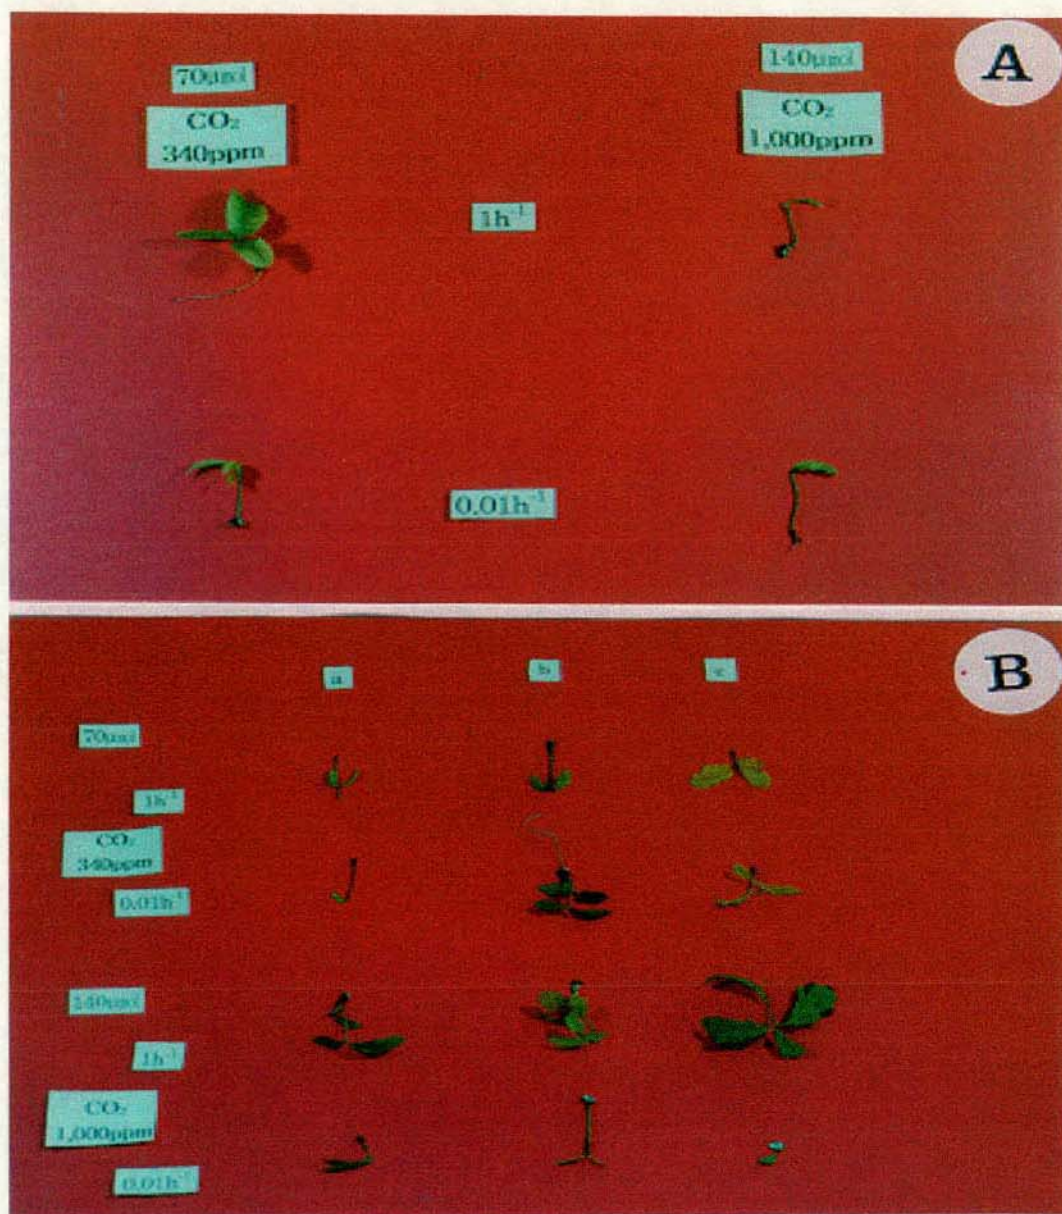 70μmol
140μmol
A
CO₂
340ppm
CO₂
1,000ppm
1h⁻¹
0.01h⁻¹
a
b
c
B
70μmol
1h⁻¹
CO₂
340ppm
0.01h⁻¹
140μmol
1h⁻¹
CO₂
1,000ppm
0.01h⁻¹